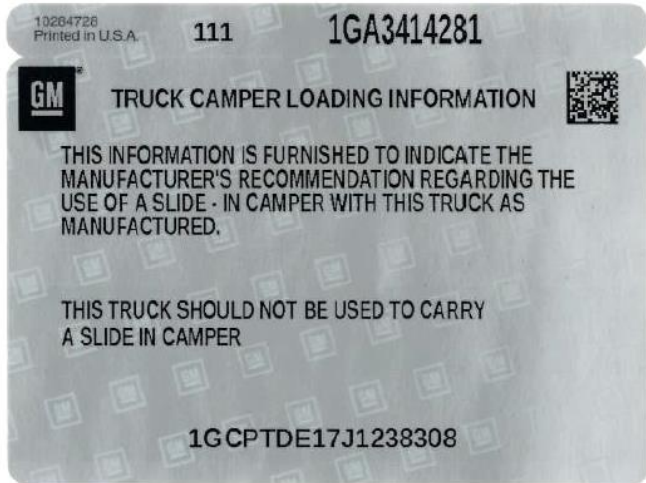 10284728
Printed in U.S.A.
111
1GA3414281
GM
TRUCK CAMPER LOADING INFORMATION
THIS INFORMATION IS FURNISHED TO INDICATE THE
MANUFACTURER'S RECOMMENDATION REGARDING THE
USE OF A SLIDE - IN CAMPER WITH THIS TRUCK AS
MANUFACTURED.
THIS TRUCK SHOULD NOT BE USED TO CARRY
A SLIDE IN CAMPER
1GCPTDE17J1238308